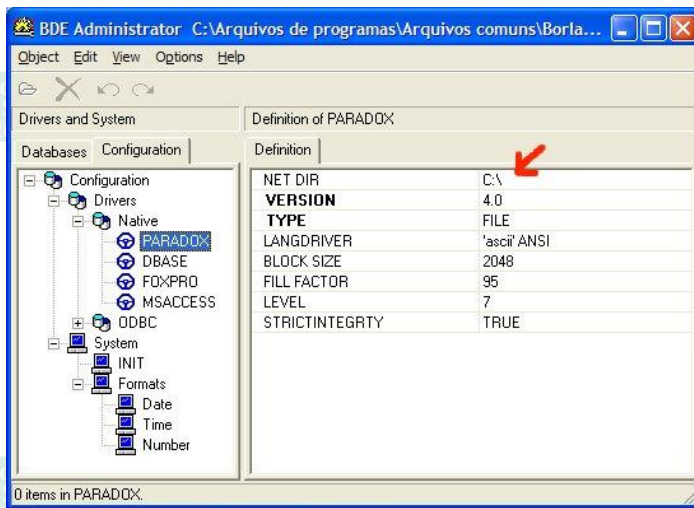 BDE Administrator C:\Arquivos de programas\Arquivos comuns\Borla...
Object Edit View Options Help
Drivers and System
Definition of PARADOX
Databases Configuration
Definition
Configuration
Drivers
Native
PARADOX
DBASE
FOXPRO
MSACCESS
ODBC
System
INIT
Formats
Date
Time
Number
NET DIR C:\
VERSION 4.0
TYPE FILE
LANGDRIVER 'ascii' ANSI
BLOCK SIZE 2048
FILL FACTOR 95
LEVEL 7
STRICTINTEGRTY TRUE
0 items in PARADOX.